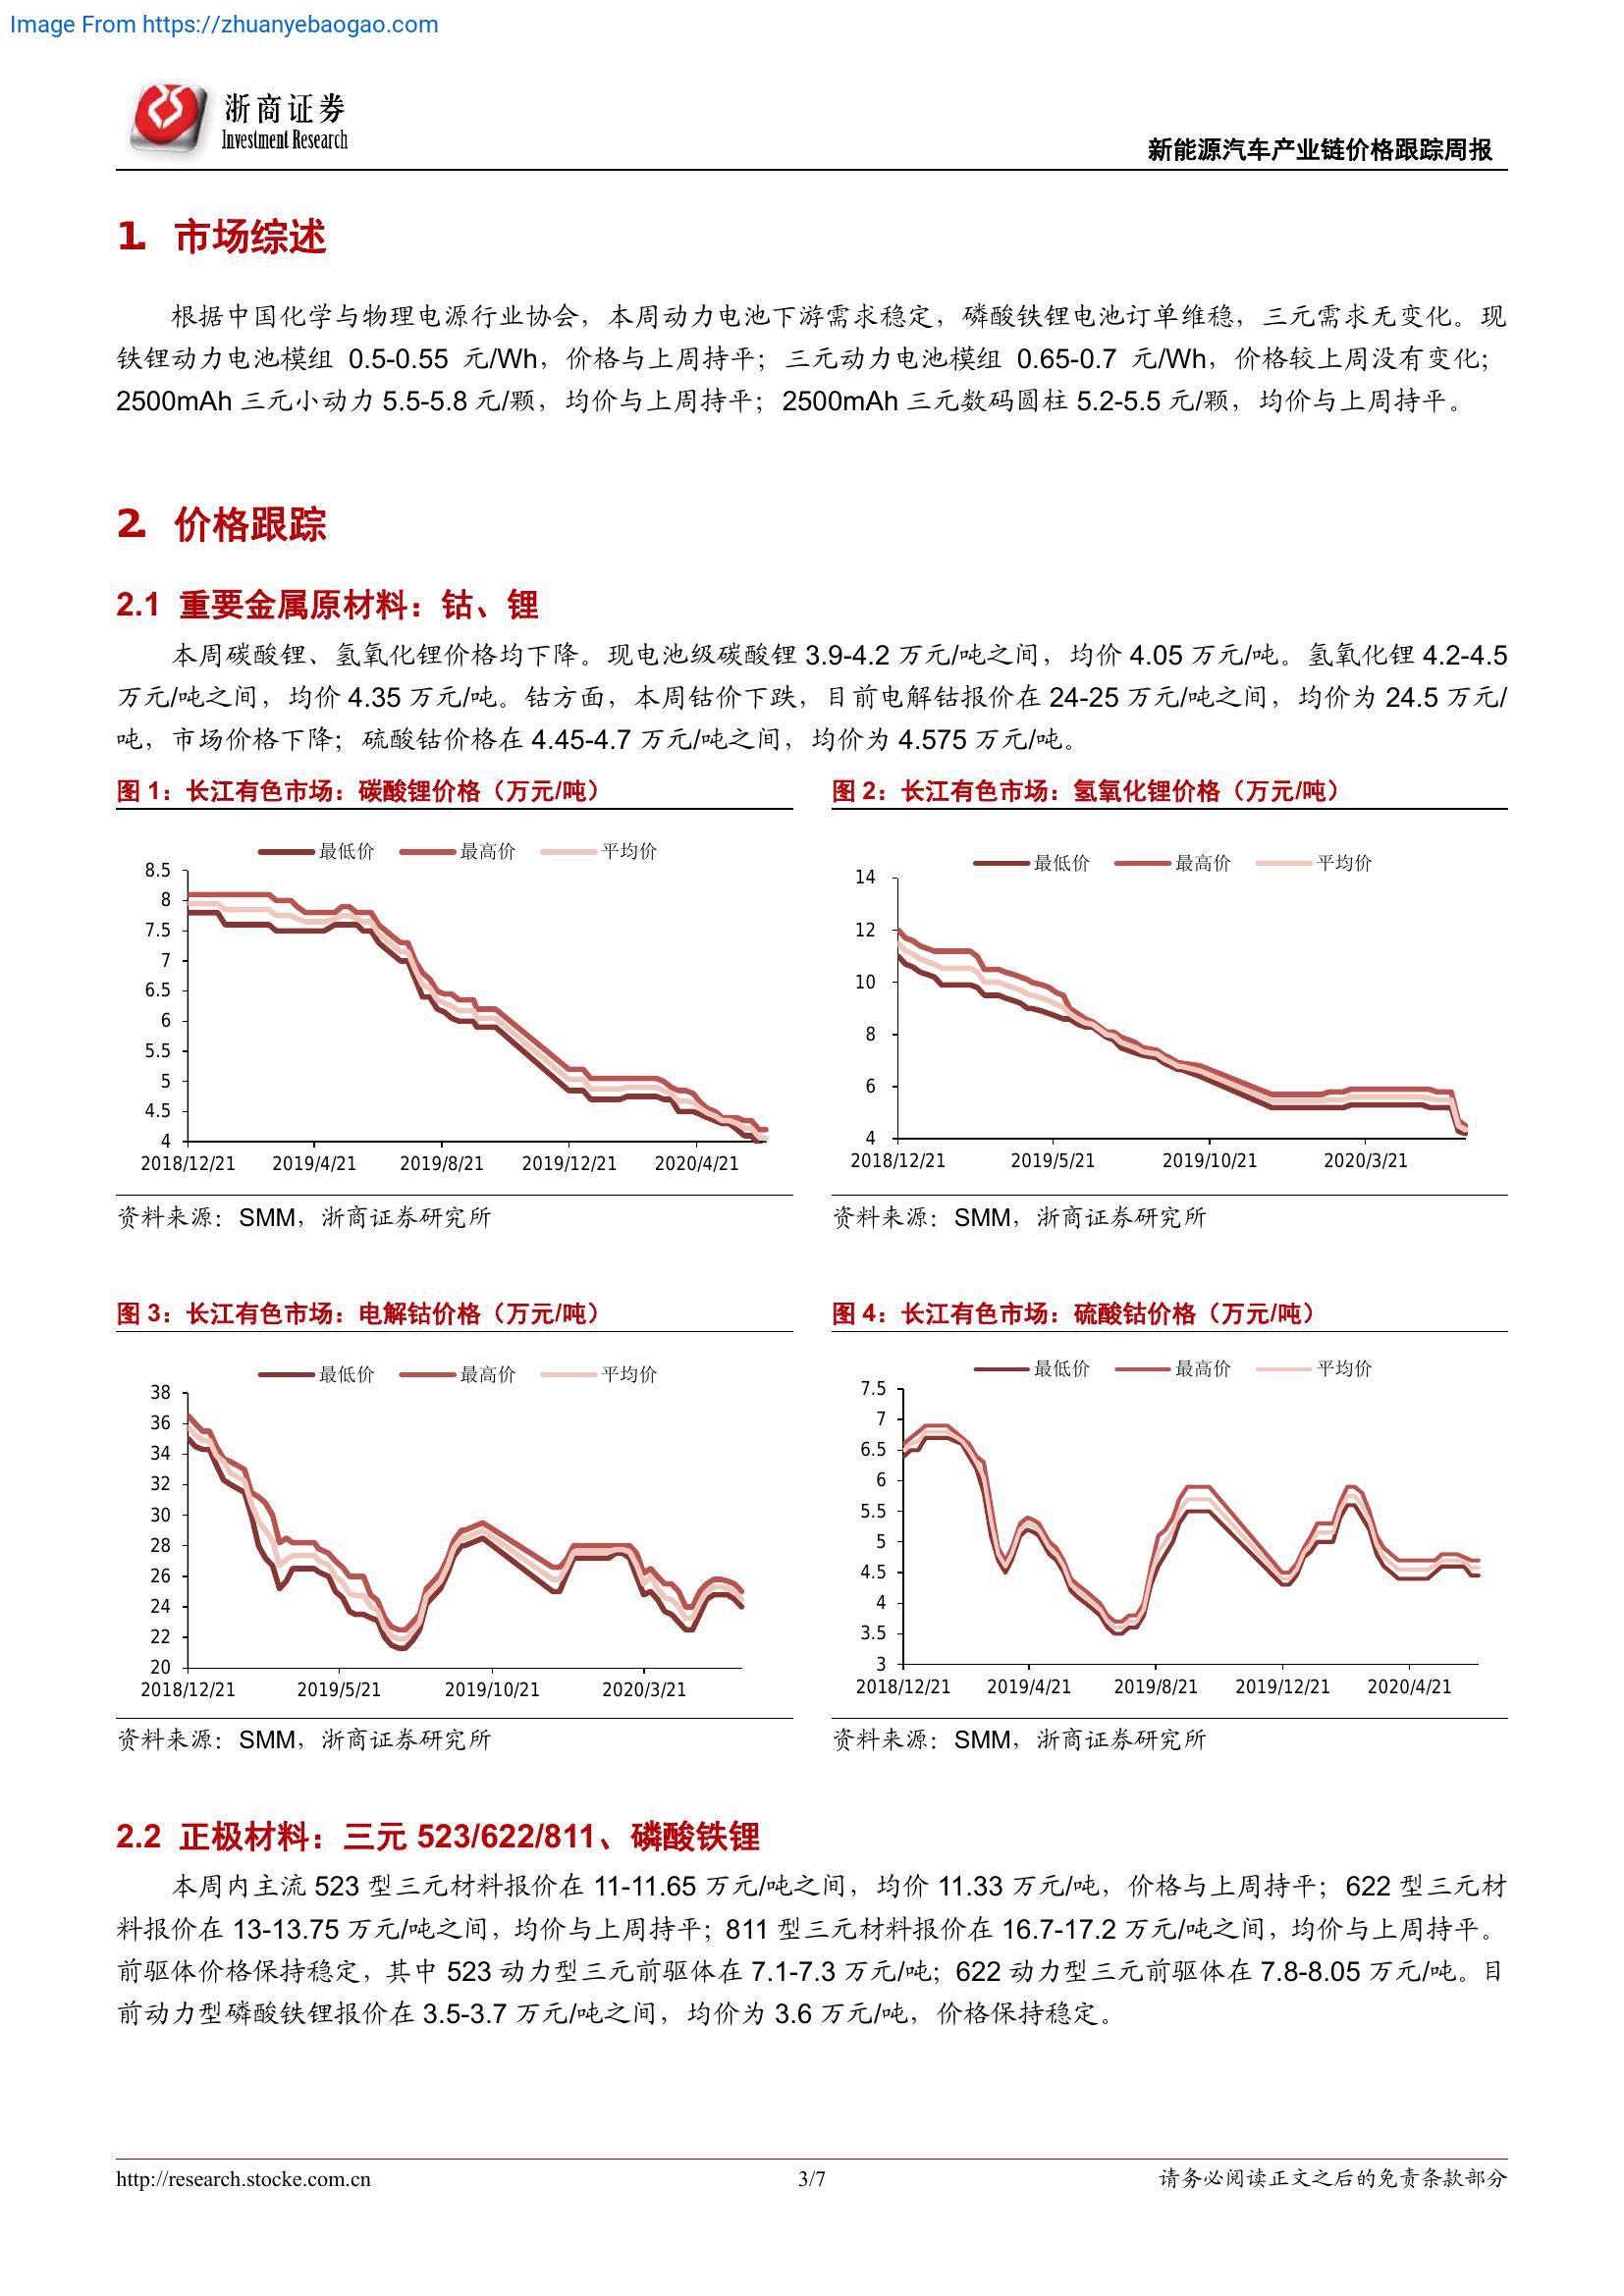 Image From https://zhuanyebaogao.com
浙商证券
Investment Research
新能源汽车产业链价格跟踪周报
1. 市场综述
根据中国化学与物理电源行业协会，本周动力电池下游需求稳定，磷酸铁锂电池订单维稳，三元需求无变化。现
铁锂动力电池模组 0.5-0.55 元/Wh，价格与上周持平；三元动力电池模组 0.65-0.7 元/Wh，价格较上周没有变化；
2500mAh 三元小动力 5.5-5.8 元/颗，均价与上周持平；2500mAh 三元数码圆柱 5.2-5.5 元/颗，均价与上周持平。
2. 价格跟踪
2.1 重要金属原材料：钴、锂
本周碳酸锂、氢氧化锂价格均下降。现电池级碳酸锂 3.9-4.2 万元/吨之间，均价 4.05 万元/吨。氢氧化锂 4.2-4.5
万元/吨之间，均价 4.35 万元/吨。钴方面，本周钴价下跌，目前电解钴报价在 24-25 万元/吨之间，均价为 24.5 万元/
吨，市场价格下降；硫酸钴价格在 4.45-4.7 万元/吨之间，均价为 4.575 万元/吨。
图 1：长江有色市场：碳酸锂价格（万元/吨）
最低价 最高价 平均价
8.5
8
7.5
7
6.5
6
5.5
5
4.5
4
2018/12/21 2019/4/21 2019/8/21 2019/12/21 2020/4/21
资料来源：SMM，浙商证券研究所
图 2：长江有色市场：氢氧化锂价格（万元/吨）
最低价 最高价 平均价
14
12
10
8
6
4
2018/12/21 2019/5/21 2019/10/21 2020/3/21
资料来源：SMM，浙商证券研究所
图 3：长江有色市场：电解钴价格（万元/吨）
最低价 最高价 平均价
38
36
34
32
30
28
26
24
22
20
2018/12/21 2019/5/21 2019/10/21 2020/3/21
资料来源：SMM，浙商证券研究所
图 4：长江有色市场：硫酸钴价格（万元/吨）
最低价 最高价 平均价
7.5
7
6.5
6
5.5
5
4.5
4
3.5
3
2018/12/21 2019/4/21 2019/8/21 2019/12/21 2020/4/21
资料来源：SMM，浙商证券研究所
2.2 正极材料：三元 523/622/811、磷酸铁锂
本周内主流 523 型三元材料报价在 11-11.65 万元/吨之间，均价 11.33 万元/吨，价格与上周持平；622 型三元材
料报价在 13-13.75 万元/吨之间，均价与上周持平；811 型三元材料报价在 16.7-17.2 万元/吨之间，均价与上周持平。
前驱体价格保持稳定，其中 523 动力型三元前驱体在 7.1-7.3 万元/吨；622 动力型三元前驱体在 7.8-8.05 万元/吨。目
前动力型磷酸铁锂报价在 3.5-3.7 万元/吨之间，均价为 3.6 万元/吨，价格保持稳定。
http://research.stocke.com.cn
3/7
请务必阅读正文之后的免责条款部分